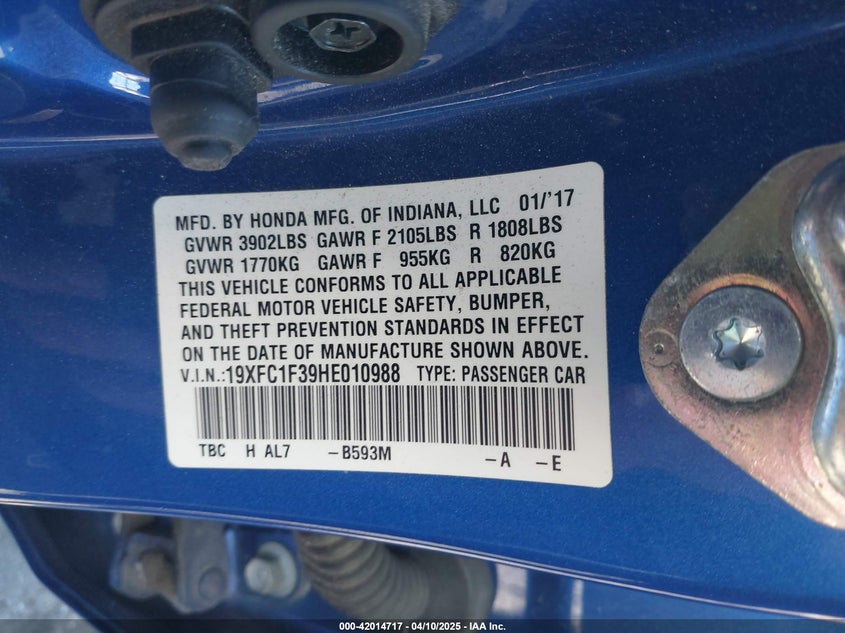 MFD. BY HONDA MFG. OF INDIANA, LLC 01/'17
GVWR 3902LBS GAWR F 2105LBS R 1808LBS
GVWR 1770KG GAWR F 955KG R 820KG
THIS VEHICLE CONFORMS TO ALL APPLICABLE
FEDERAL MOTOR VEHICLE SAFETY, BUMPER,
AND THEFT PREVENTION STANDARDS IN EFFECT
ON THE DATE OF MANUFACTURE SHOWN ABOVE.
V.I.N.:19XFC1F39HE010988 TYPE: PASSENGER CAR
TBC H AL7 -B593M -A -E
000-42014717 - 04/10/2025 - IAA Inc.